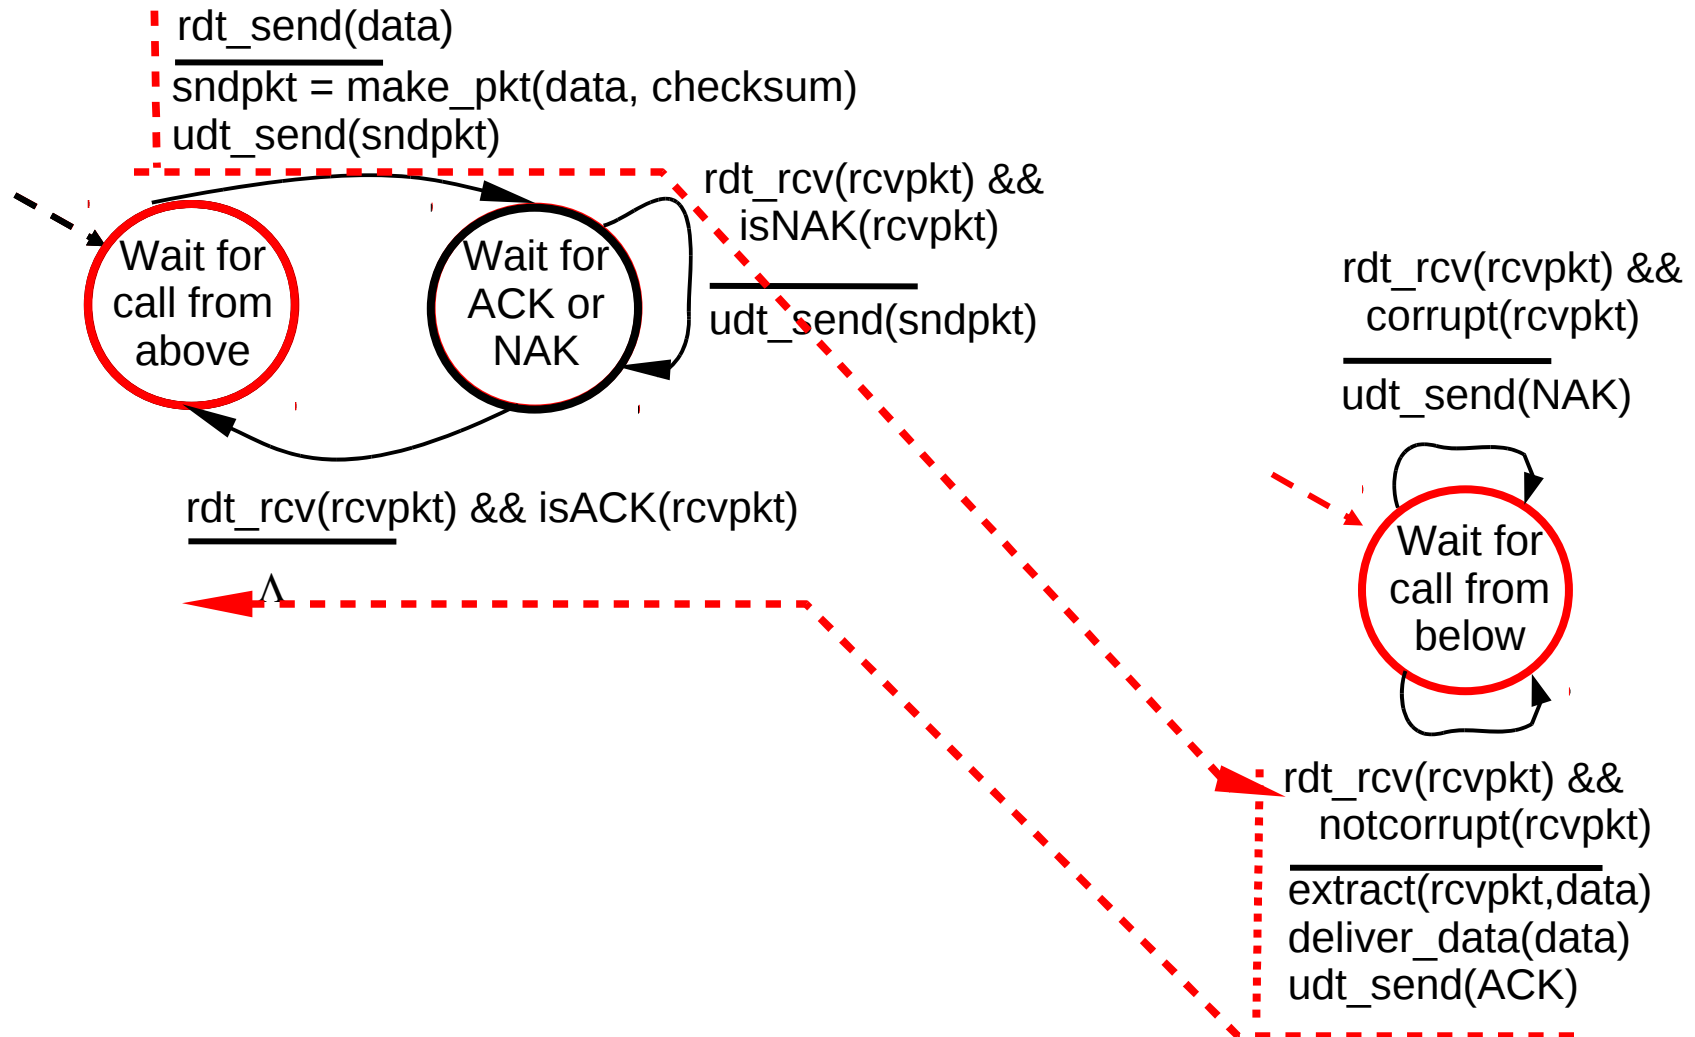 rdt_send(data)
sndpkt = make_pkt(data, checksum)
udt_send(sndpkt)
rdt_rcv(rcvpkt) &&
isNAK(rcvpkt)
udt_send(sndpkt)
Wait for
call from
above
Wait for
ACK or
NAK
rdt_rcv(rcvpkt) && isACK(rcvpkt)
Λ
rdt_rcv(rcvpkt) &&
corrupt(rcvpkt)
udt_send(NAK)
Wait for
call from
below
rdt_rcv(rcvpkt) &&
notcorrupt(rcvpkt)
extract(rcvpkt,data)
deliver_data(data)
udt_send(ACK)